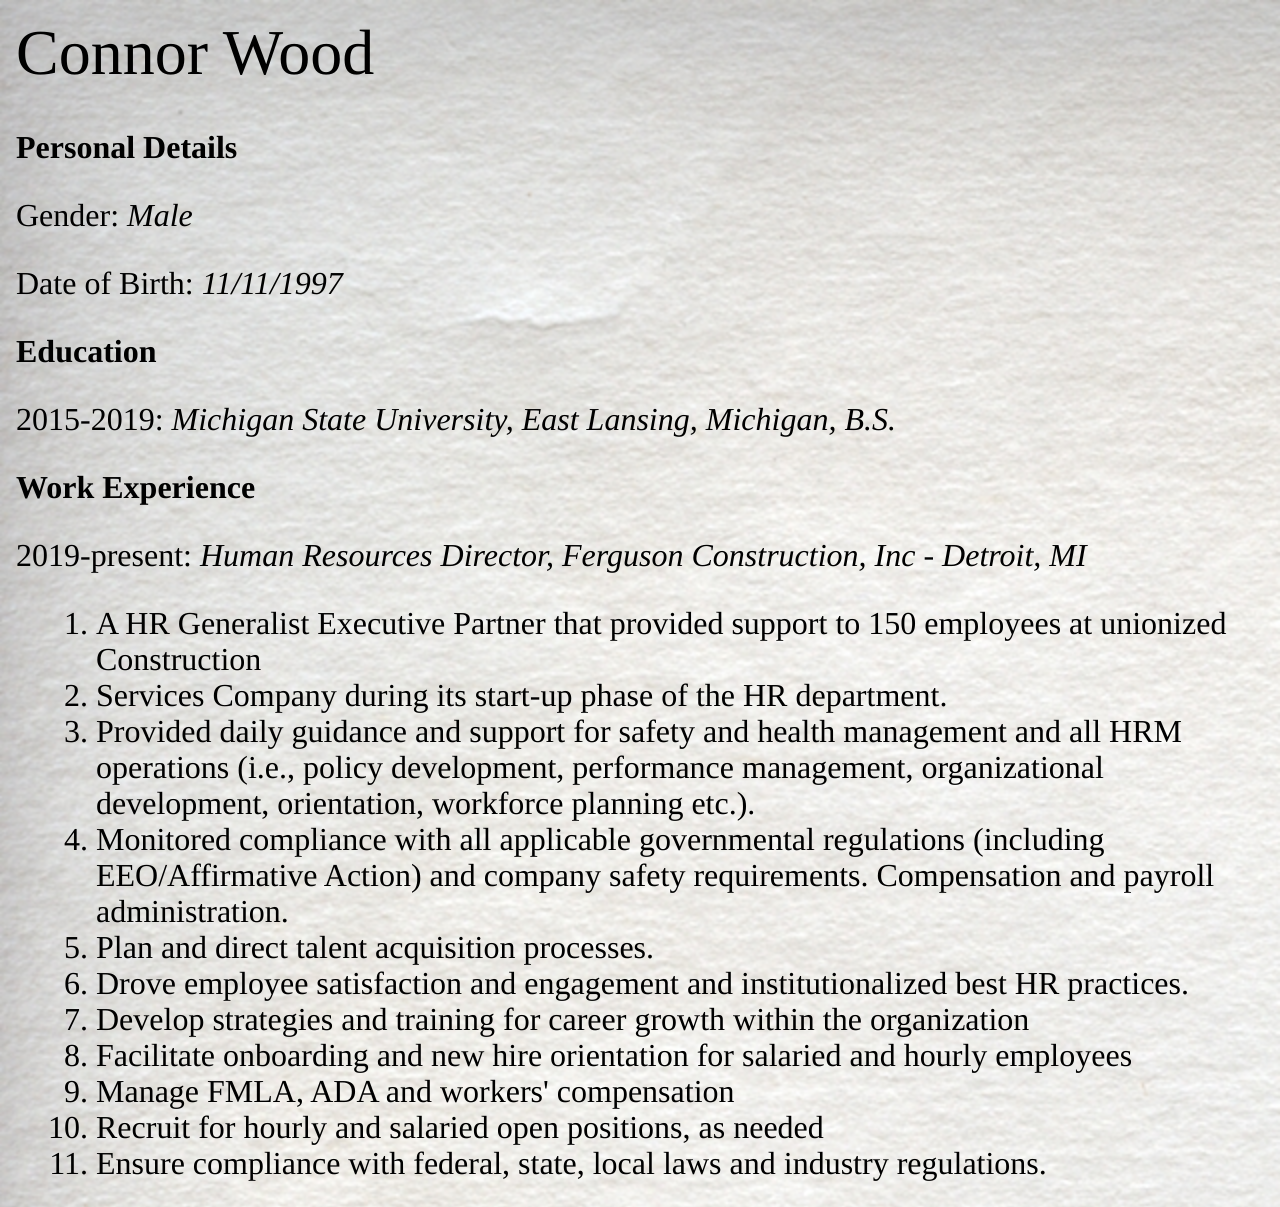 Connor Wood
Personal Details
Gender: Male
Date of Birth: 11/11/1997
Education
2015-2019: Michigan State University, East Lansing, Michigan, B.S.
Work Experience
2019-present: Human Resources Director, Ferguson Construction, Inc - Detroit, MI
1. A HR Generalist Executive Partner that provided support to 150 employees at unionized
Construction
2. Services Company during its start-up phase of the HR department.
3. Provided daily guidance and support for safety and health management and all HRM
operations (i.e., policy development, performance management, organizational
development, orientation, workforce planning etc.).
4. Monitored compliance with all applicable governmental regulations (including
EEO/Affirmative Action) and company safety requirements. Compensation and payroll
administration.
5. Plan and direct talent acquisition processes.
6. Drove employee satisfaction and engagement and institutionalized best HR practices.
7. Develop strategies and training for career growth within the organization
8. Facilitate onboarding and new hire orientation for salaried and hourly employees
9. Manage FMLA, ADA and workers' compensation
10. Recruit for hourly and salaried open positions, as needed
11. Ensure compliance with federal, state, local laws and industry regulations.